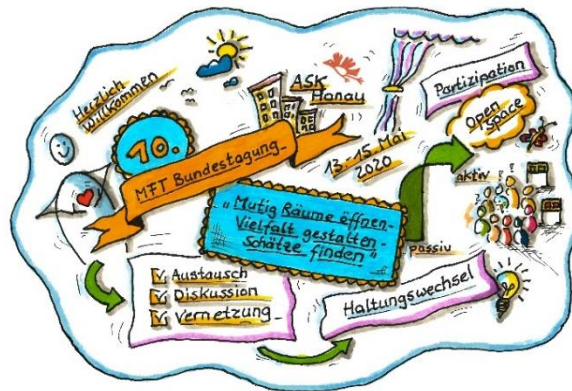 Herzlich
Willkommen
10.
MFT Bundestagung
ASK
Hanau
13.-15. Mai
2020
Partizipation
Open
Space
aktiv
passiv
"Mutig Räume öffnen-
Vielfalt gestalten-
Schätze finden"
Austausch
Diskussion
Vernetzung
Haltungswechsel